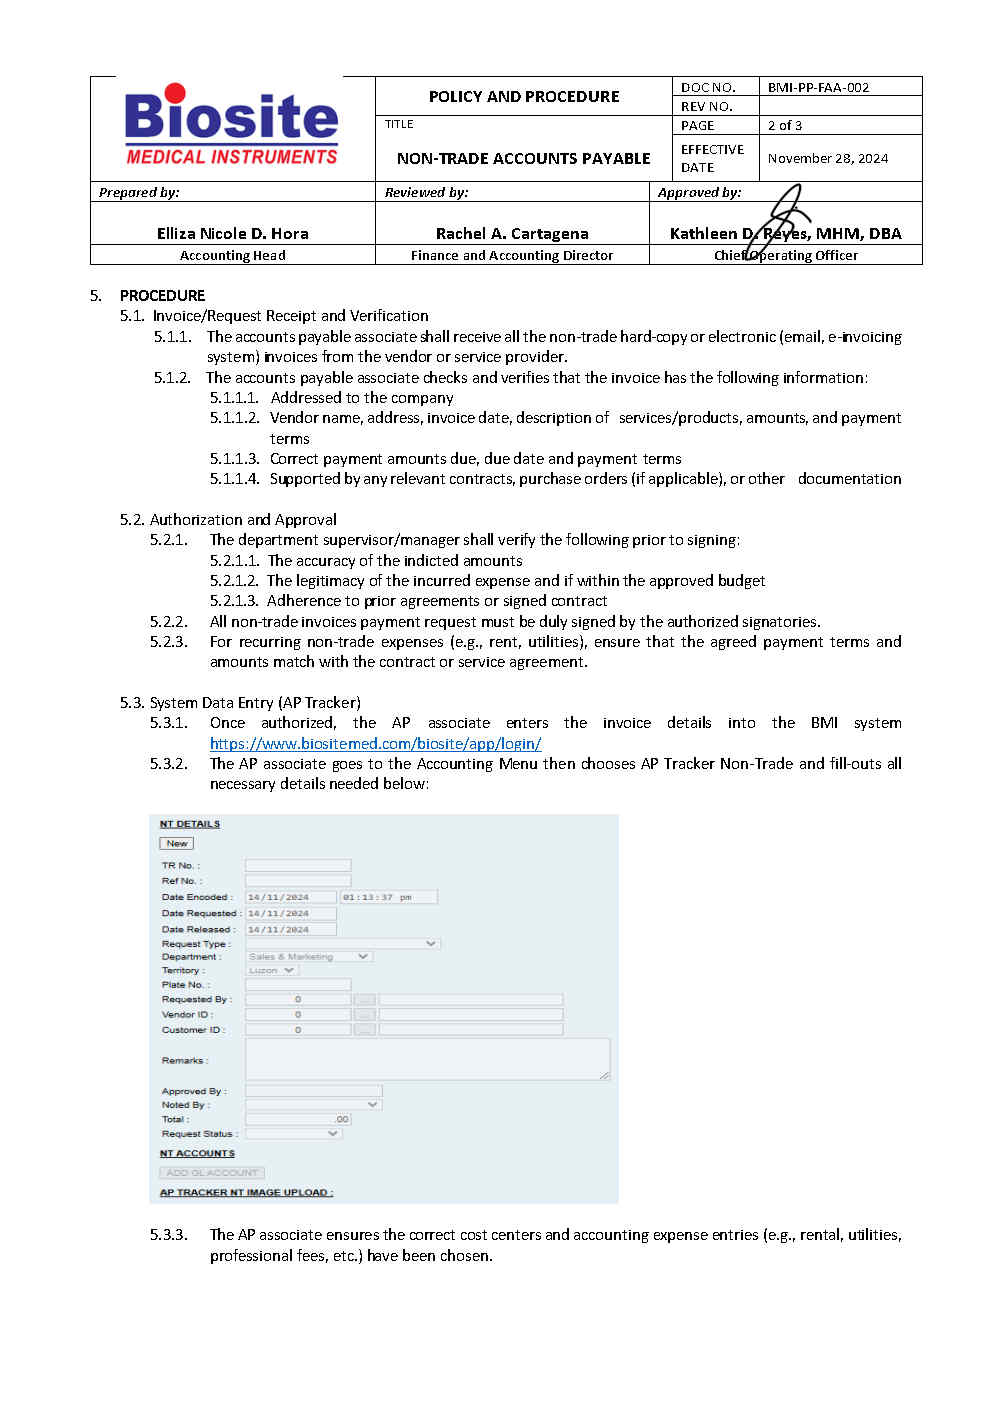 Biosite
MEDICAL INSTRUMENTS
POLICY AND PROCEDURE
DOC NO. BMI-PP-FAA-002
REV NO.
TITLE
NON-TRADE ACCOUNTS PAYABLE
PAGE 2 of 3
EFFECTIVE
DATE
November 28, 2024
Prepared by: Reviewed by: Approved by:
Elliza Nicole D. Hora Rachel A. Cartagena Kathleen D. Reyes, MHM, DBA
Accounting Head Finance and Accounting Director Chief Operating Officer
5. PROCEDURE
5.1. Invoice/Request Receipt and Verification
5.1.1. The accounts payable associate shall receive all the non-trade hard-copy or electronic (email, e-invoicing
system) invoices from the vendor or service provider.
5.1.2. The accounts payable associate checks and verifies that the invoice has the following information:
5.1.1.1. Addressed to the company
5.1.1.2. Vendor name, address, invoice date, description of services/products, amounts, and payment
terms
5.1.1.3. Correct payment amounts due, due date and payment terms
5.1.1.4. Supported by any relevant contracts, purchase orders (if applicable), or other documentation
5.2. Authorization and Approval
5.2.1. The department supervisor/manager shall verify the following prior to signing:
5.2.1.1. The accuracy of the indicted amounts
5.2.1.2. The legitimacy of the incurred expense and if within the approved budget
5.2.1.3. Adherence to prior agreements or signed contract
5.2.2. All non-trade invoices payment request must be duly signed by the authorized signatories.
5.2.3. For recurring non-trade expenses (e.g., rent, utilities), ensure that the agreed payment terms and
amounts match with the contract or service agreement.
5.3. System Data Entry (AP Tracker)
5.3.1. Once authorized, the AP associate enters the invoice details into the BMI system
https://www.biositemed.com/biosite/app/login/
5.3.2. The AP associate goes to the Accounting Menu then chooses AP Tracker Non-Trade and fill-outs all
necessary details needed below:
NT DETAILS
New
TR No. :
Ref No. :
Date Encoded : 14/11/2024 01:13:37 pm
Date Requested : 14/11/2024
Date Released : 14/11/2024
Request Type :
Department : Sales & Marketing
Territory : Luzon
Plate No. :
Requested By : 0 ...
Vendor ID : 0 ...
Customer ID : 0 ...
Remarks :
Approved By :
Noted By :
Total : .00
Request Status :
NT ACCOUNTS
ADD GL ACCOUNT
AP TRACKER NT IMAGE UPLOAD :
5.3.3. The AP associate ensures the correct cost centers and accounting expense entries (e.g., rental, utilities,
professional fees, etc.) have been chosen.